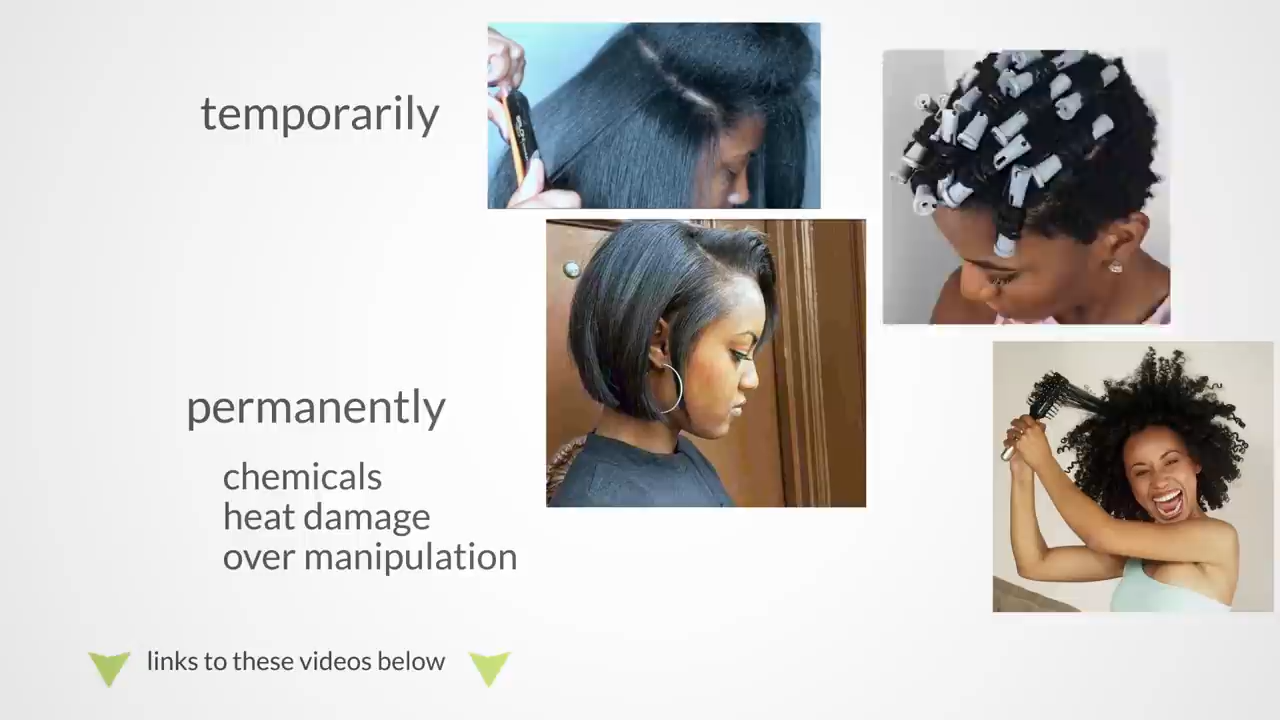 temporarily
permanently
chemicals
heat damage
over manipulation
links to these videos below